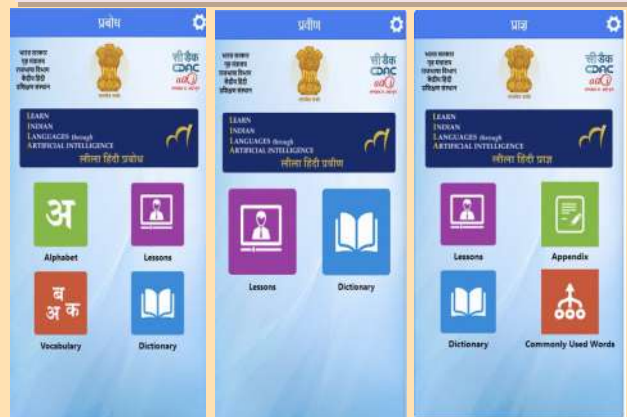 प्रबोध
भारत सरकार
गृह मंत्रालय
राजभाषा विभाग
केंद्रीय हिंदी
प्रशिक्षण संस्थान
सी डैक
CDAC
LEARN
INDIAN
LANGUAGES through
ARTIFICIAL INTELLIGENCE
लीला हिंदी प्रबोध
अ
Alphabet
Lessons
ब
अ क
Vocabulary
Dictionary
प्रवीण
भारत सरकार
गृह मंत्रालय
राजभाषा विभाग
केंद्रीय हिंदी
प्रशिक्षण संस्थान
सी डैक
CDAC
LEARN
INDIAN
LANGUAGES through
ARTIFICIAL INTELLIGENCE
लीला हिंदी प्रवीण
Lessons
Dictionary
प्राज्ञ
भारत सरकार
गृह मंत्रालय
राजभाषा विभाग
केंद्रीय हिंदी
प्रशिक्षण संस्थान
सी डैक
CDAC
LEARN
INDIAN
LANGUAGES through
ARTIFICIAL INTELLIGENCE
लीला हिंदी प्राज्ञ
Lessons
Appendix
Dictionary
Commonly Used Words